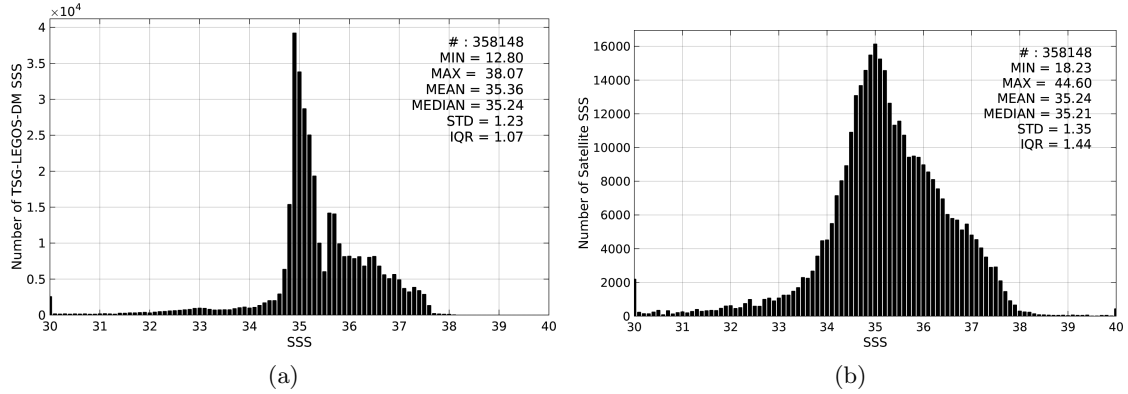 ×10⁴
4
3.5
3
2.5
2
1.5
1
0.5
0
Number of TSG-LEGOS-DM SSS
# : 358148
MIN = 12.80
MAX = 38.07
MEAN = 35.36
MEDIAN = 35.24
STD = 1.23
IQR = 1.07
30 31 32 33 34 35 36 37 38 39 40
SSS
(a)
16000
14000
12000
10000
8000
6000
4000
2000
0
Number of Satellite SSS
# : 358148
MIN = 18.23
MAX = 44.60
MEAN = 35.24
MEDIAN = 35.21
STD = 1.35
IQR = 1.44
30 31 32 33 34 35 36 37 38 39 40
SSS
(b)